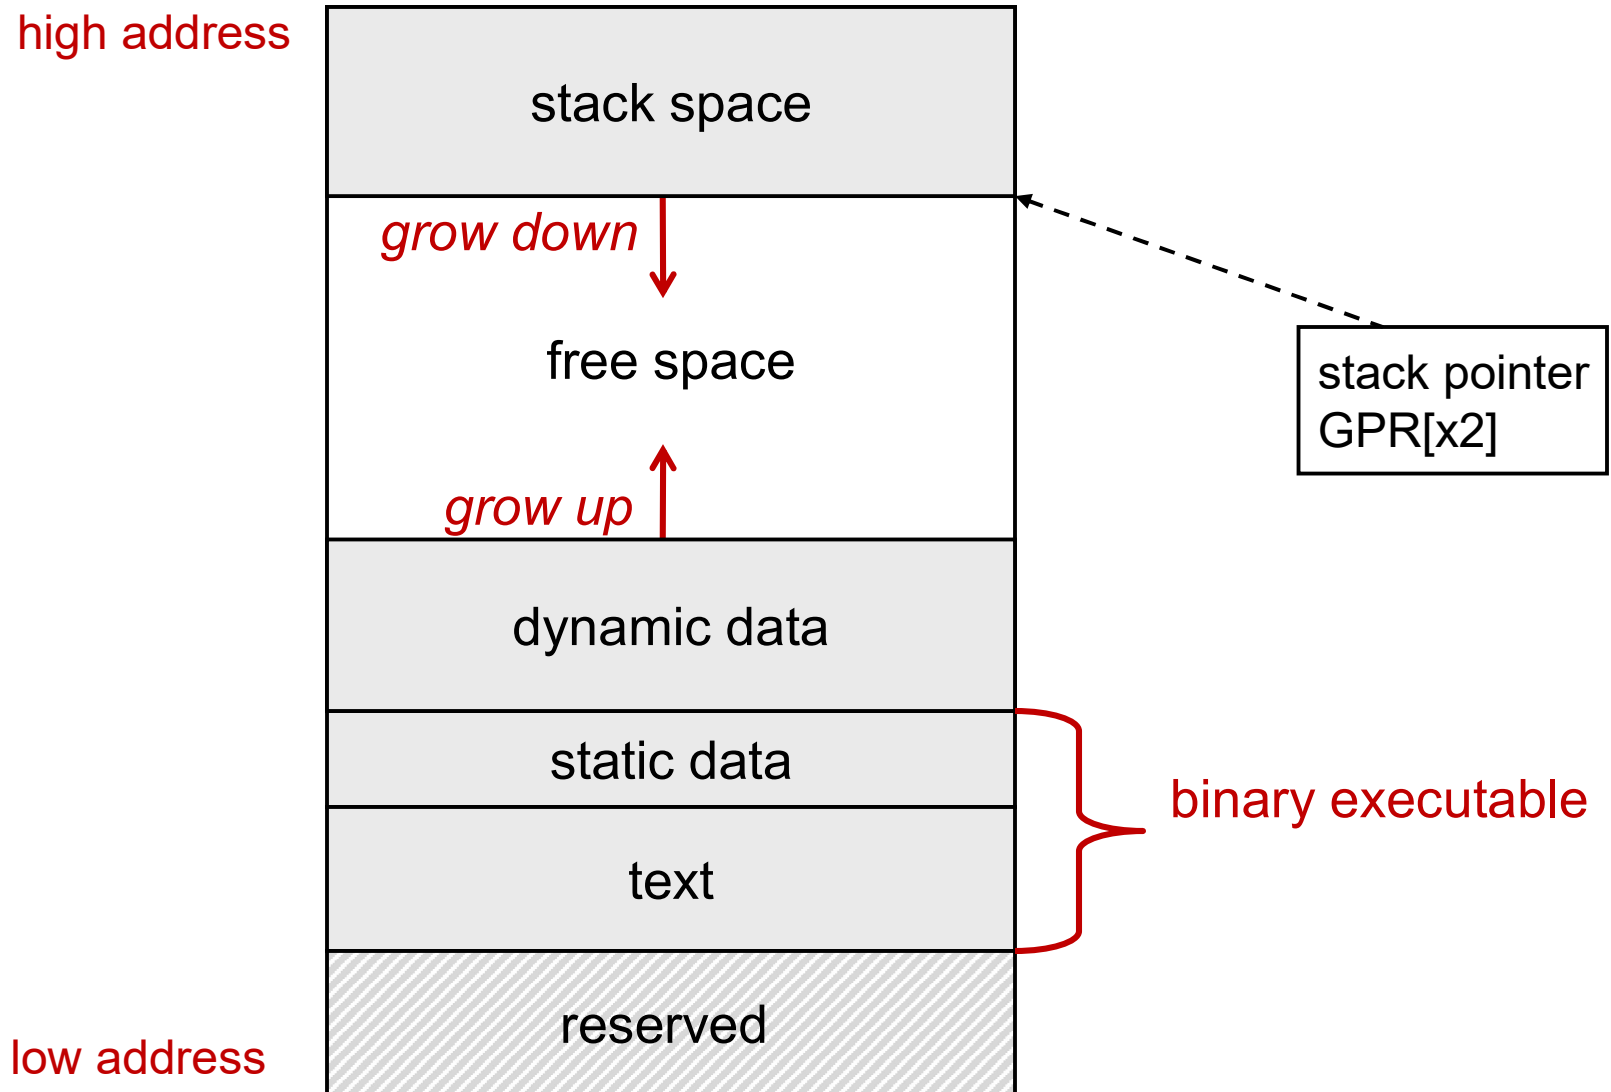 high address
stack space
grow down
free space
stack pointer
GPR[x2]
grow up
dynamic data
static data
binary executable
text
reserved
low address